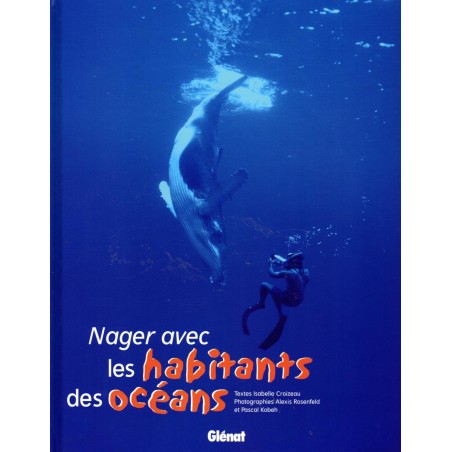 Nager avec
les habitants
des océans
Textes Isabelle Croizeau
Photographies Alexis Rosenfeld
et Pascal Kobeh
Glénat